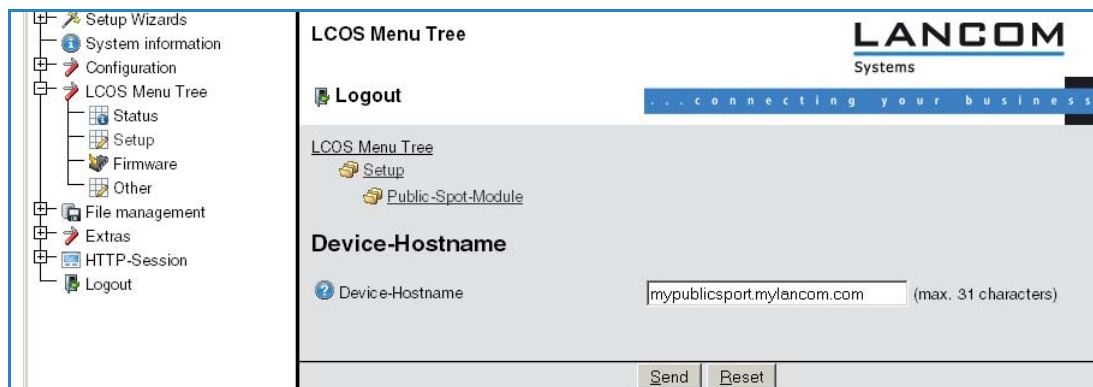 Setup Wizards
System information
Configuration
LCOS Menu Tree
Status
Setup
Firmware
Other
File management
Extras
HTTP-Session
Logout
LCOS Menu Tree
LANCOM
Systems
Logout
...connecting your business
LCOS Menu Tree
Setup
Public-Spot-Module
Device-Hostname
Device-Hostname
mypublicsport.mylancom.com
(max. 31 characters)
Send
Reset